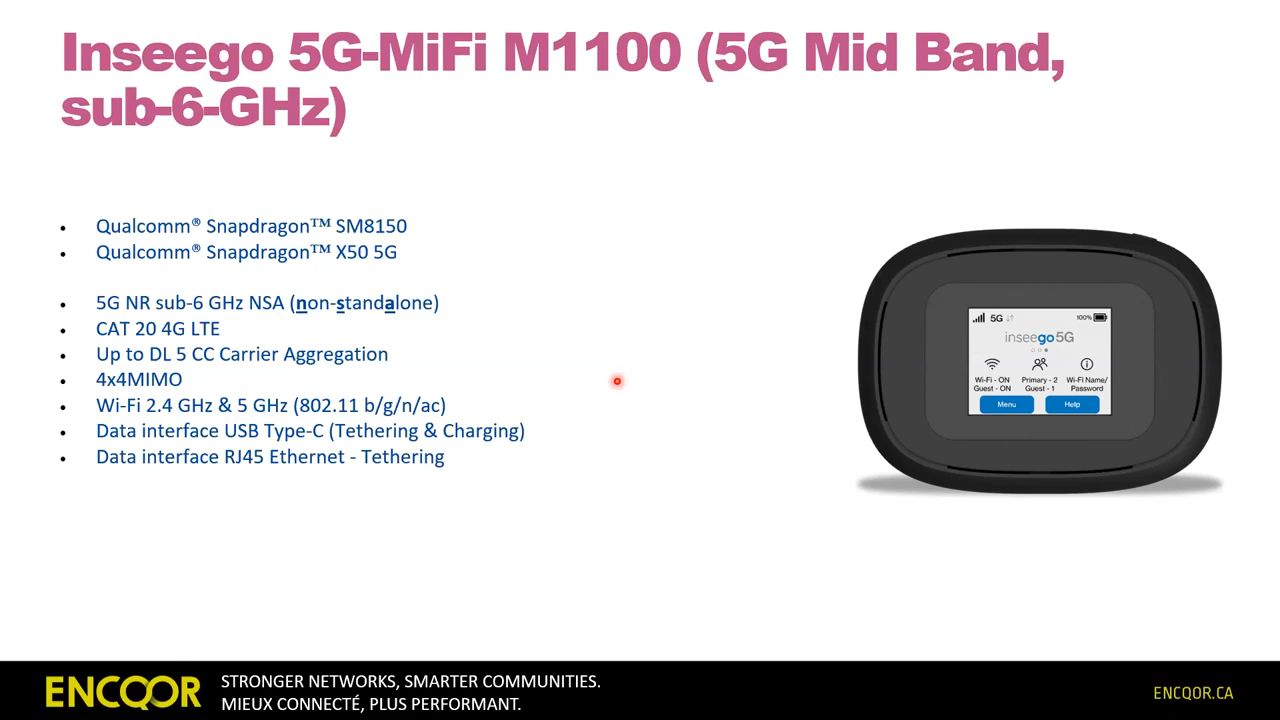 Inseego 5G-MiFi M1100 (5G Mid Band,
sub-6-GHz)
• Qualcomm® Snapdragon™ SM8150
• Qualcomm® Snapdragon™ X50 5G
• 5G NR sub-6 GHz NSA (non-standalone)
• CAT 20 4G LTE
• Up to DL 5 CC Carrier Aggregation
• 4x4MIMO
• Wi-Fi 2.4 GHz & 5 GHz (802.11 b/g/n/ac)
• Data interface USB Type-C (Tethering & Charging)
• Data interface RJ45 Ethernet - Tethering
5G 100%
inseego5G
Wi-Fi - ON Primary - 2 Wi-Fi Name/
Guest - ON Guest - 1 Password
Menu Help
ENCQOR
STRONGER NETWORKS, SMARTER COMMUNITIES.
MIEUX CONNECTÉ, PLUS PERFORMANT.
ENCQOR.CA